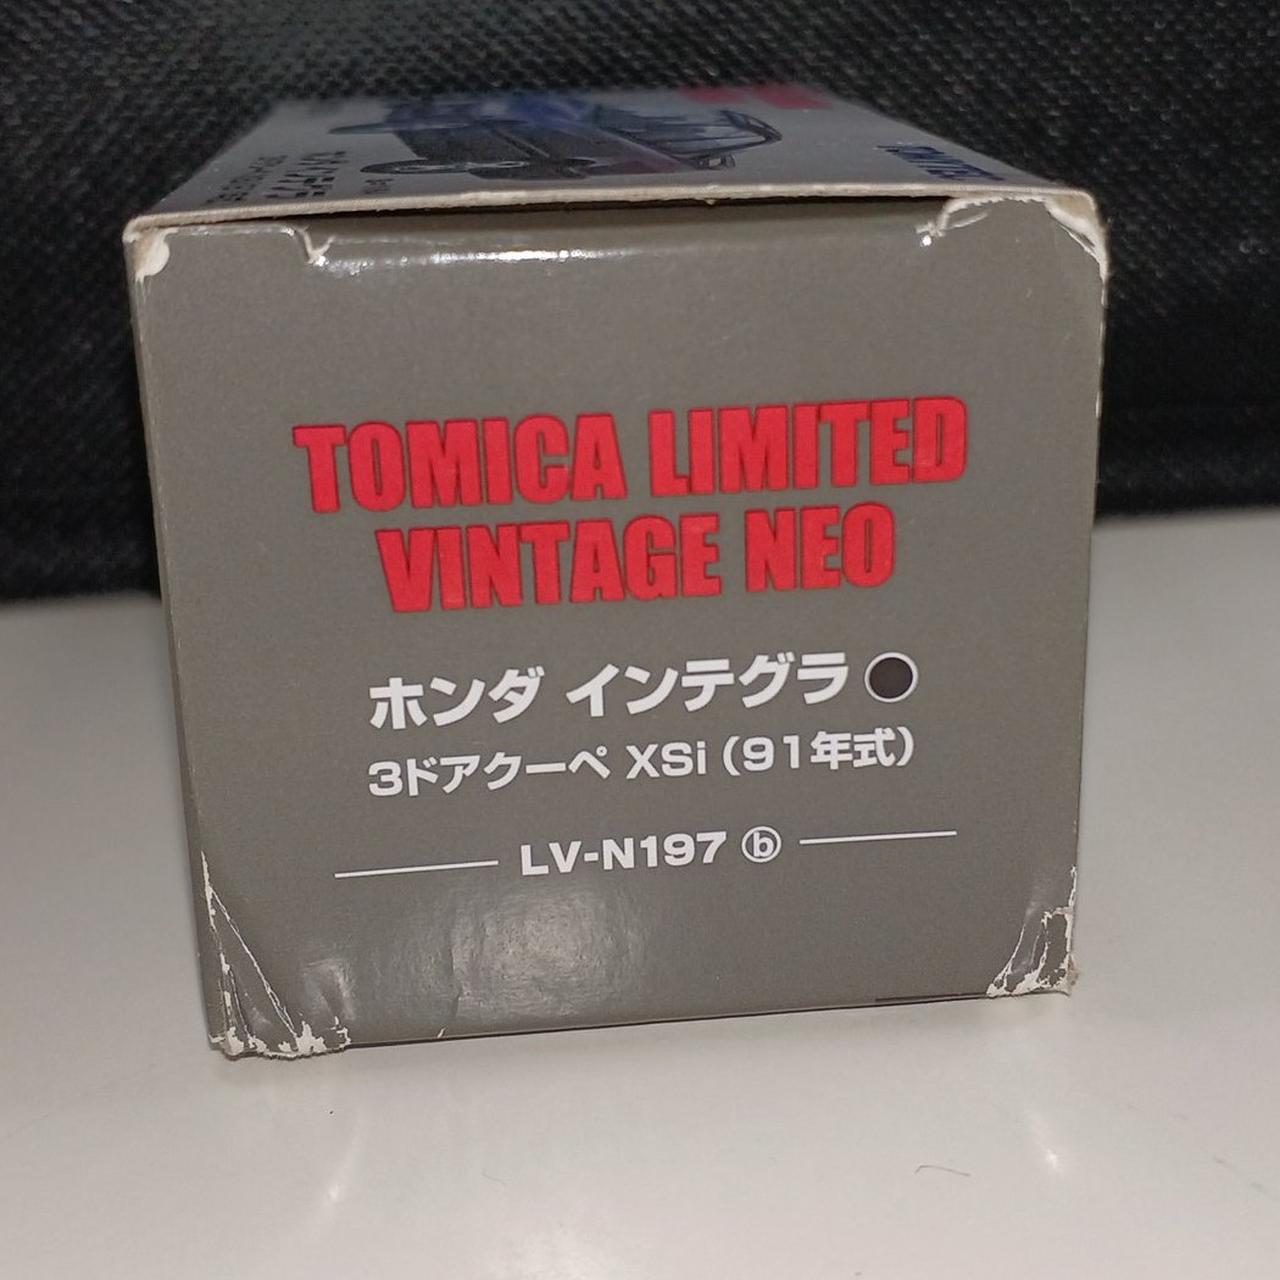 TOMICA LIMITED
VINTAGE NEO
ホンダ インテグラ
3ドアクーペ XSi（91年式）
LV-N197 ⓑ